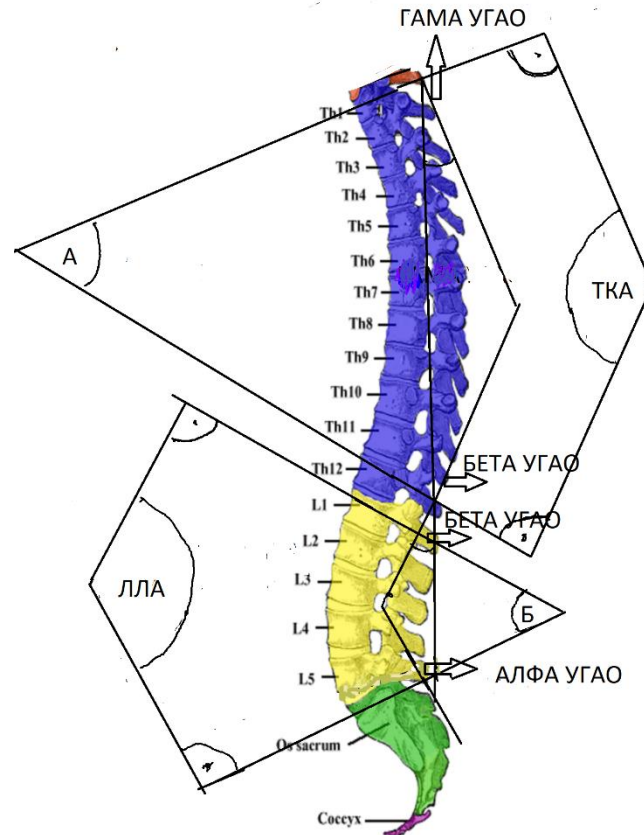 ГАМА УГАО
Th1
Th2
Th3
Th4
Th5
А
Th6
Th7
ТКА
Th8
Th9
Th10
Th11
Th12
БЕТА УГАО
L1
БЕТА УГАО
L2
L3
ЛЛА
Б
L4
L5
АЛФА УГАО
Os sacrum
Coccyx